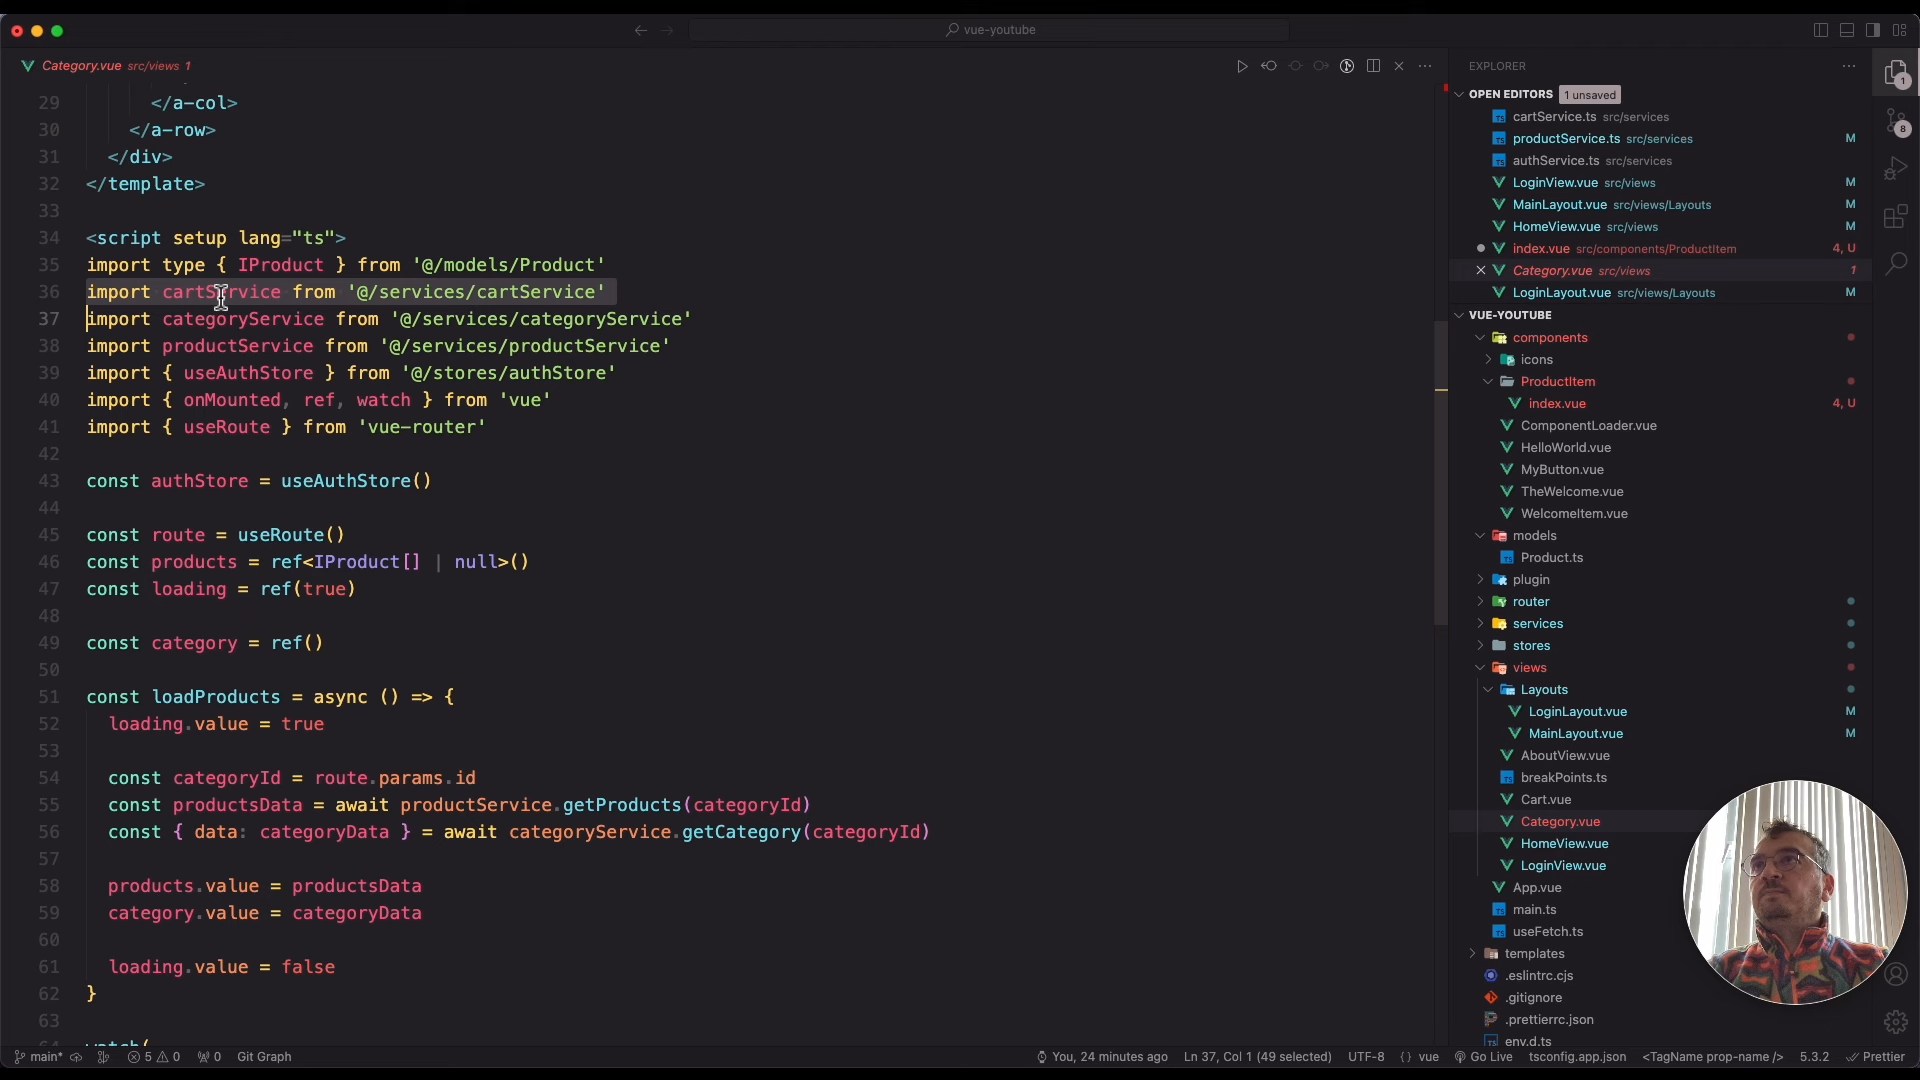 vue-youtube
Category.vue src/views 1
29 </a-col>
30 </a-row>
31 </div>
32 </template>
33
34 <script setup lang="ts">
35 import type { IProduct } from '@/models/Product'
36 import cartService from '@/services/cartService'
37 import categoryService from '@/services/categoryService'
38 import productService from '@/services/productService'
39 import { useAuthStore } from '@/stores/authStore'
40 import { onMounted, ref, watch } from 'vue'
41 import { useRoute } from 'vue-router'
42
43 const authStore = useAuthStore()
44
45 const route = useRoute()
46 const products = ref<IProduct[] | null>()
47 const loading = ref(true)
48
49 const category = ref()
50
51 const loadProducts = async () => {
52 loading.value = true
53
54 const categoryId = route.params.id
55 const productsData = await productService.getProducts(categoryId)
56 const { data: categoryData } = await categoryService.getCategory(categoryId)
57
58 products.value = productsData
59 category.value = categoryData
60
61 loading.value = false
62 }
63
64 watch(
EXPLORER
OPEN EDITORS 1 unsaved
cartService.ts src/services
productService.ts src/services M
authService.ts src/services
LoginView.vue src/views M
MainLayout.vue src/views/Layouts M
HomeView.vue src/views M
index.vue src/components/ProductItem 4, U
Category.vue src/views 1
LoginLayout.vue src/views/Layouts M
VUE-YOUTUBE
components
icons
ProductItem
index.vue 4, U
ComponentLoader.vue
HelloWorld.vue
MyButton.vue
TheWelcome.vue
WelcomeItem.vue
models
Product.ts
plugin
router
services
stores
views
Layouts
LoginLayout.vue M
MainLayout.vue M
AboutView.vue
breakPoints.ts
Cart.vue
Category.vue
HomeView.vue
LoginView.vue
App.vue
main.ts
useFetch.ts
templates
.eslintrc.cjs
.gitignore
.prettierrc.json
env.d.ts
1
8
main* 5 0 0 Git Graph
You, 24 minutes ago Ln 37, Col 1 (49 selected) UTF-8 {} vue Go Live tsconfig.app.json <TagName prop-name /> 5.3.2 Prettier